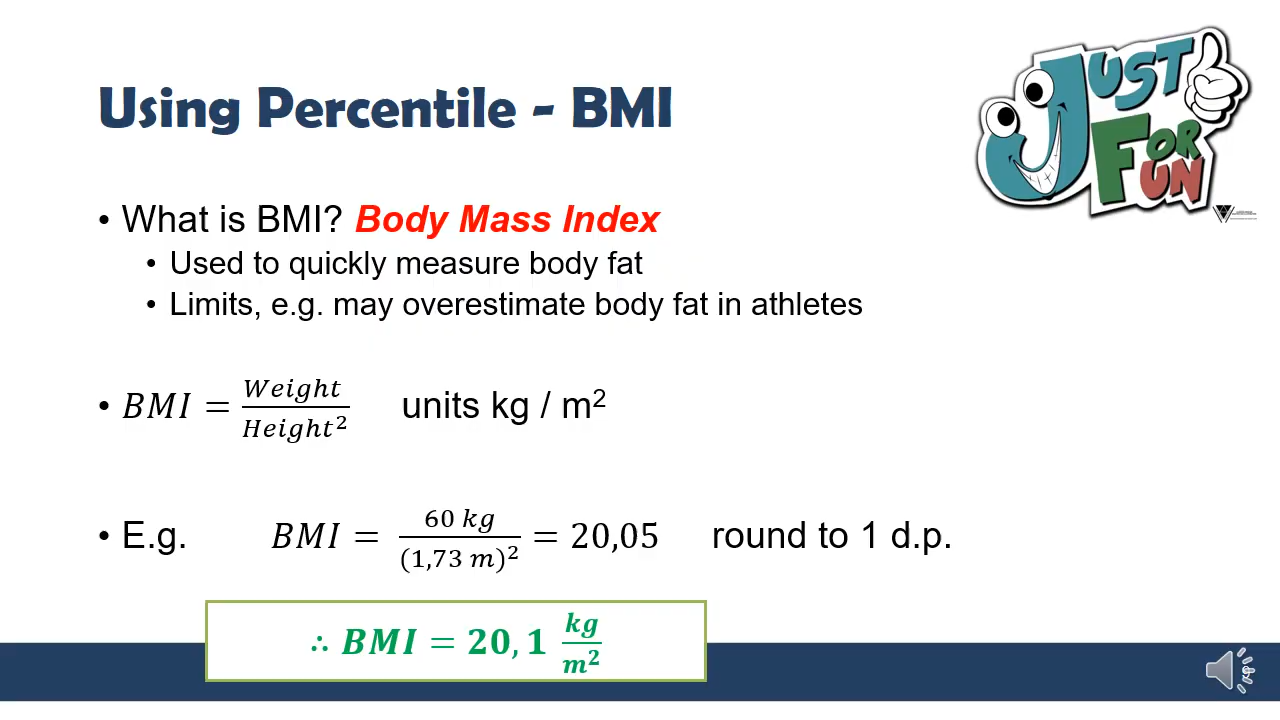 Using Percentile - BMI
JUST
FOR
FUN
• What is BMI? Body Mass Index
• Used to quickly measure body fat
• Limits, e.g. may overestimate body fat in athletes
• BMI = Weight / Height² units kg / m²
• E.g. BMI = 60 kg / (1,73 m)² = 20,05 round to 1 d.p.
∴ BMI = 20,1 kg / m²